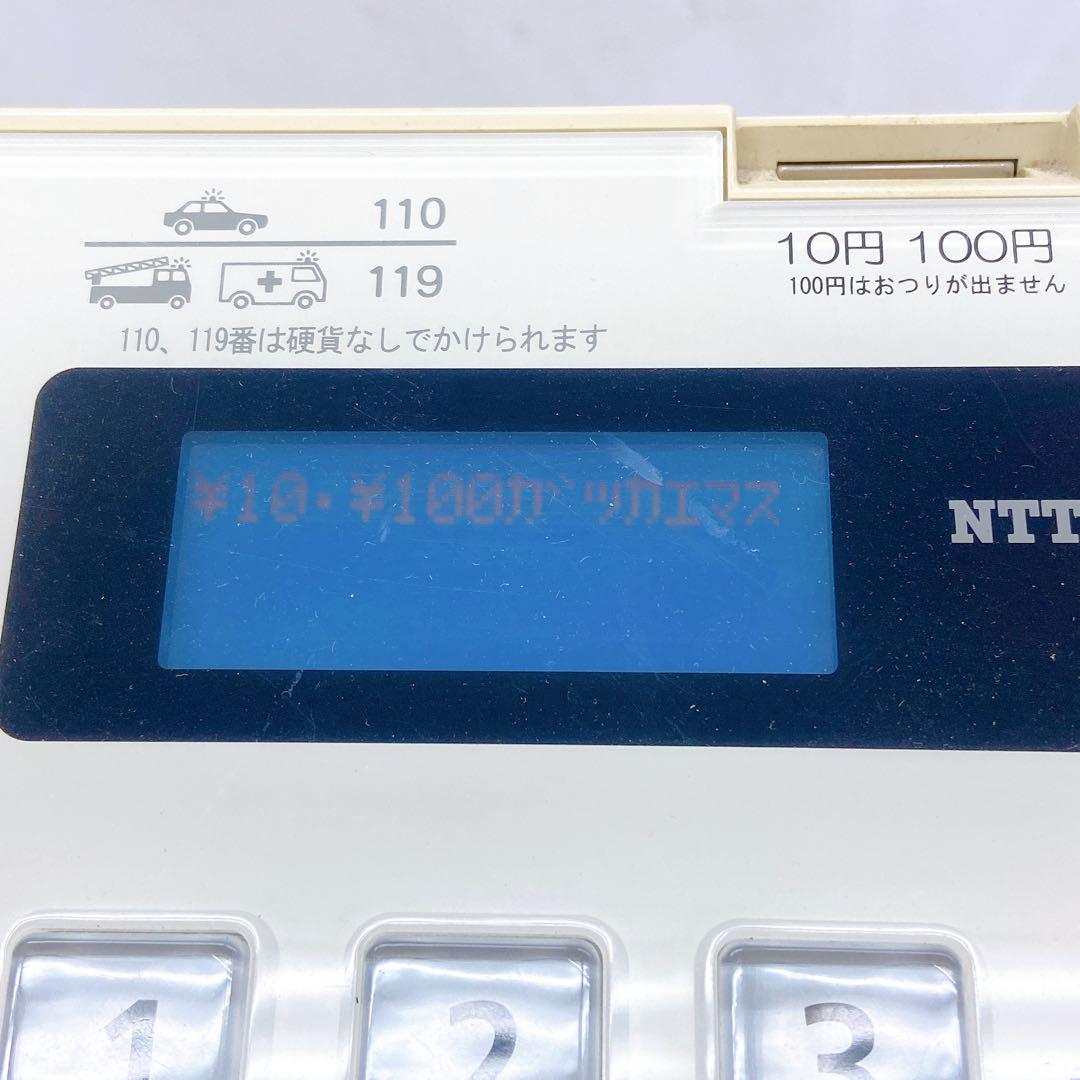 110
119
110、119番は硬貨なしでかけられます
10円 100円
100円はおつりが出ません
¥10・¥100ガ ツカエマス
NTT
1
2
3